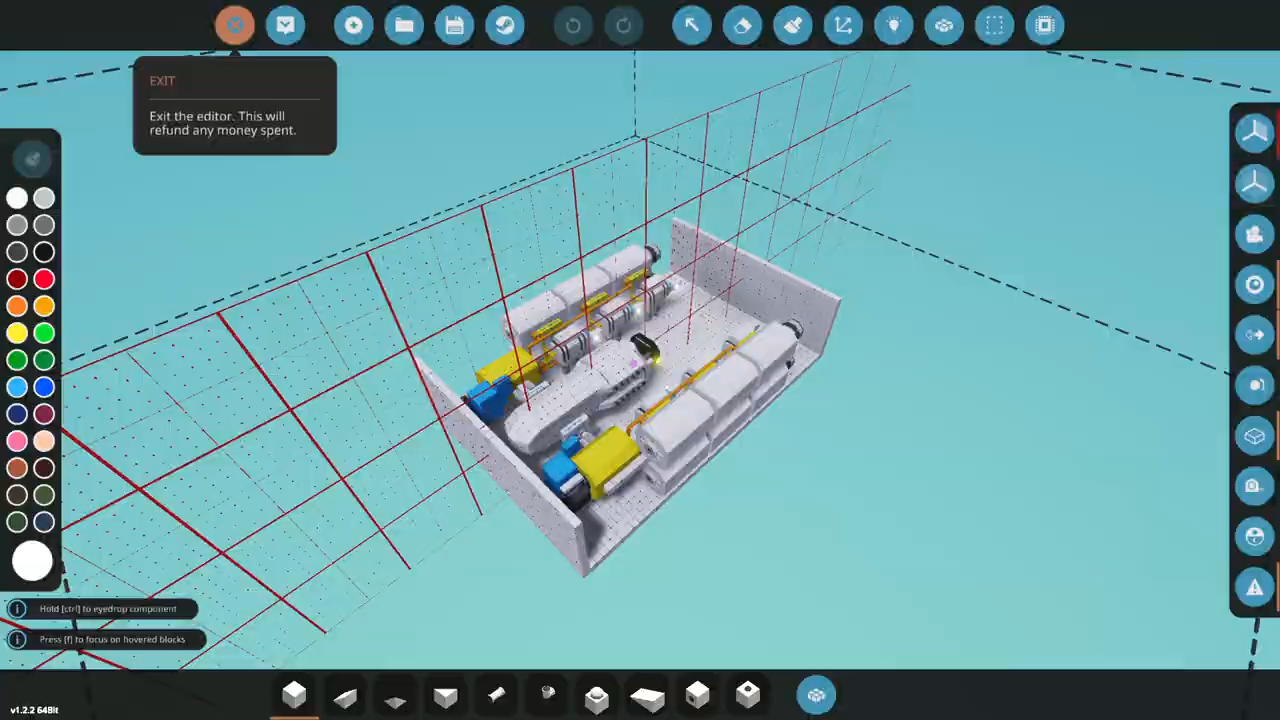 EXIT
Exit the editor. This will
refund any money spent.
Hold [ctrl] to eyedrop component
Press [f] to focus on hovered blocks
v1.2.2 64Bit